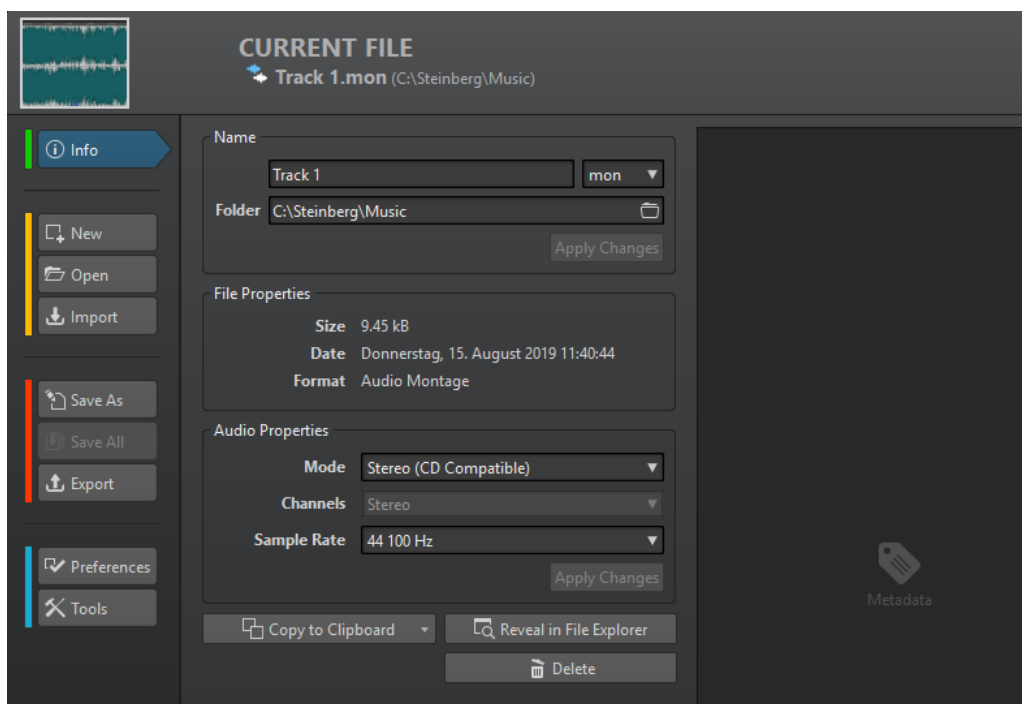 CURRENT FILE
Track 1.mon (C:\Steinberg\Music)
Info
New
Open
Import
Save As
Save All
Export
Preferences
Tools
Name
Track 1 mon
Folder C:\Steinberg\Music
Apply Changes
File Properties
Size 9.45 kB
Date Donnerstag, 15. August 2019 11:40:44
Format Audio Montage
Audio Properties
Mode Stereo (CD Compatible)
Channels Stereo
Sample Rate 44 100 Hz
Apply Changes
Copy to Clipboard Reveal in File Explorer
Delete
Metadata